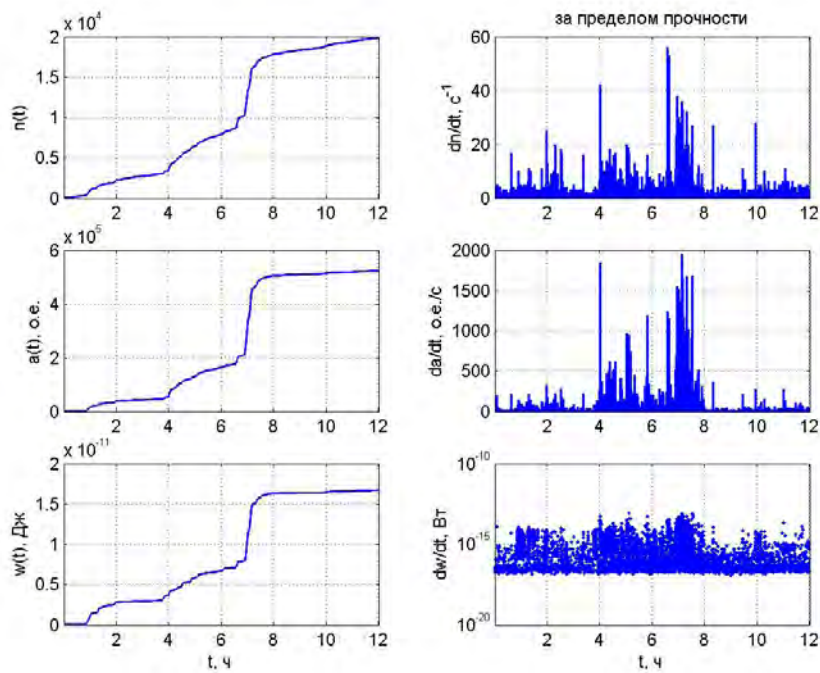 за пределом прочности
x 10⁴
2
1.5
1
0.5
0
n(t)
2 4 6 8 10 12
60
40
20
0
dn/dt, c⁻¹
2 4 6 8 10 12
x 10⁵
6
4
2
0
a(t), o.e.
2 4 6 8 10 12
2000
1500
1000
500
0
da/dt, o.e./c
2 4 6 8 10 12
x 10⁻¹¹
2
1.5
1
0.5
0
w(t), Дж
2 4 6 8 10 12
t, ч
10⁻¹⁰
10⁻¹⁵
10⁻²⁰
dw/dt, Вт
2 4 6 8 10 12
t, ч